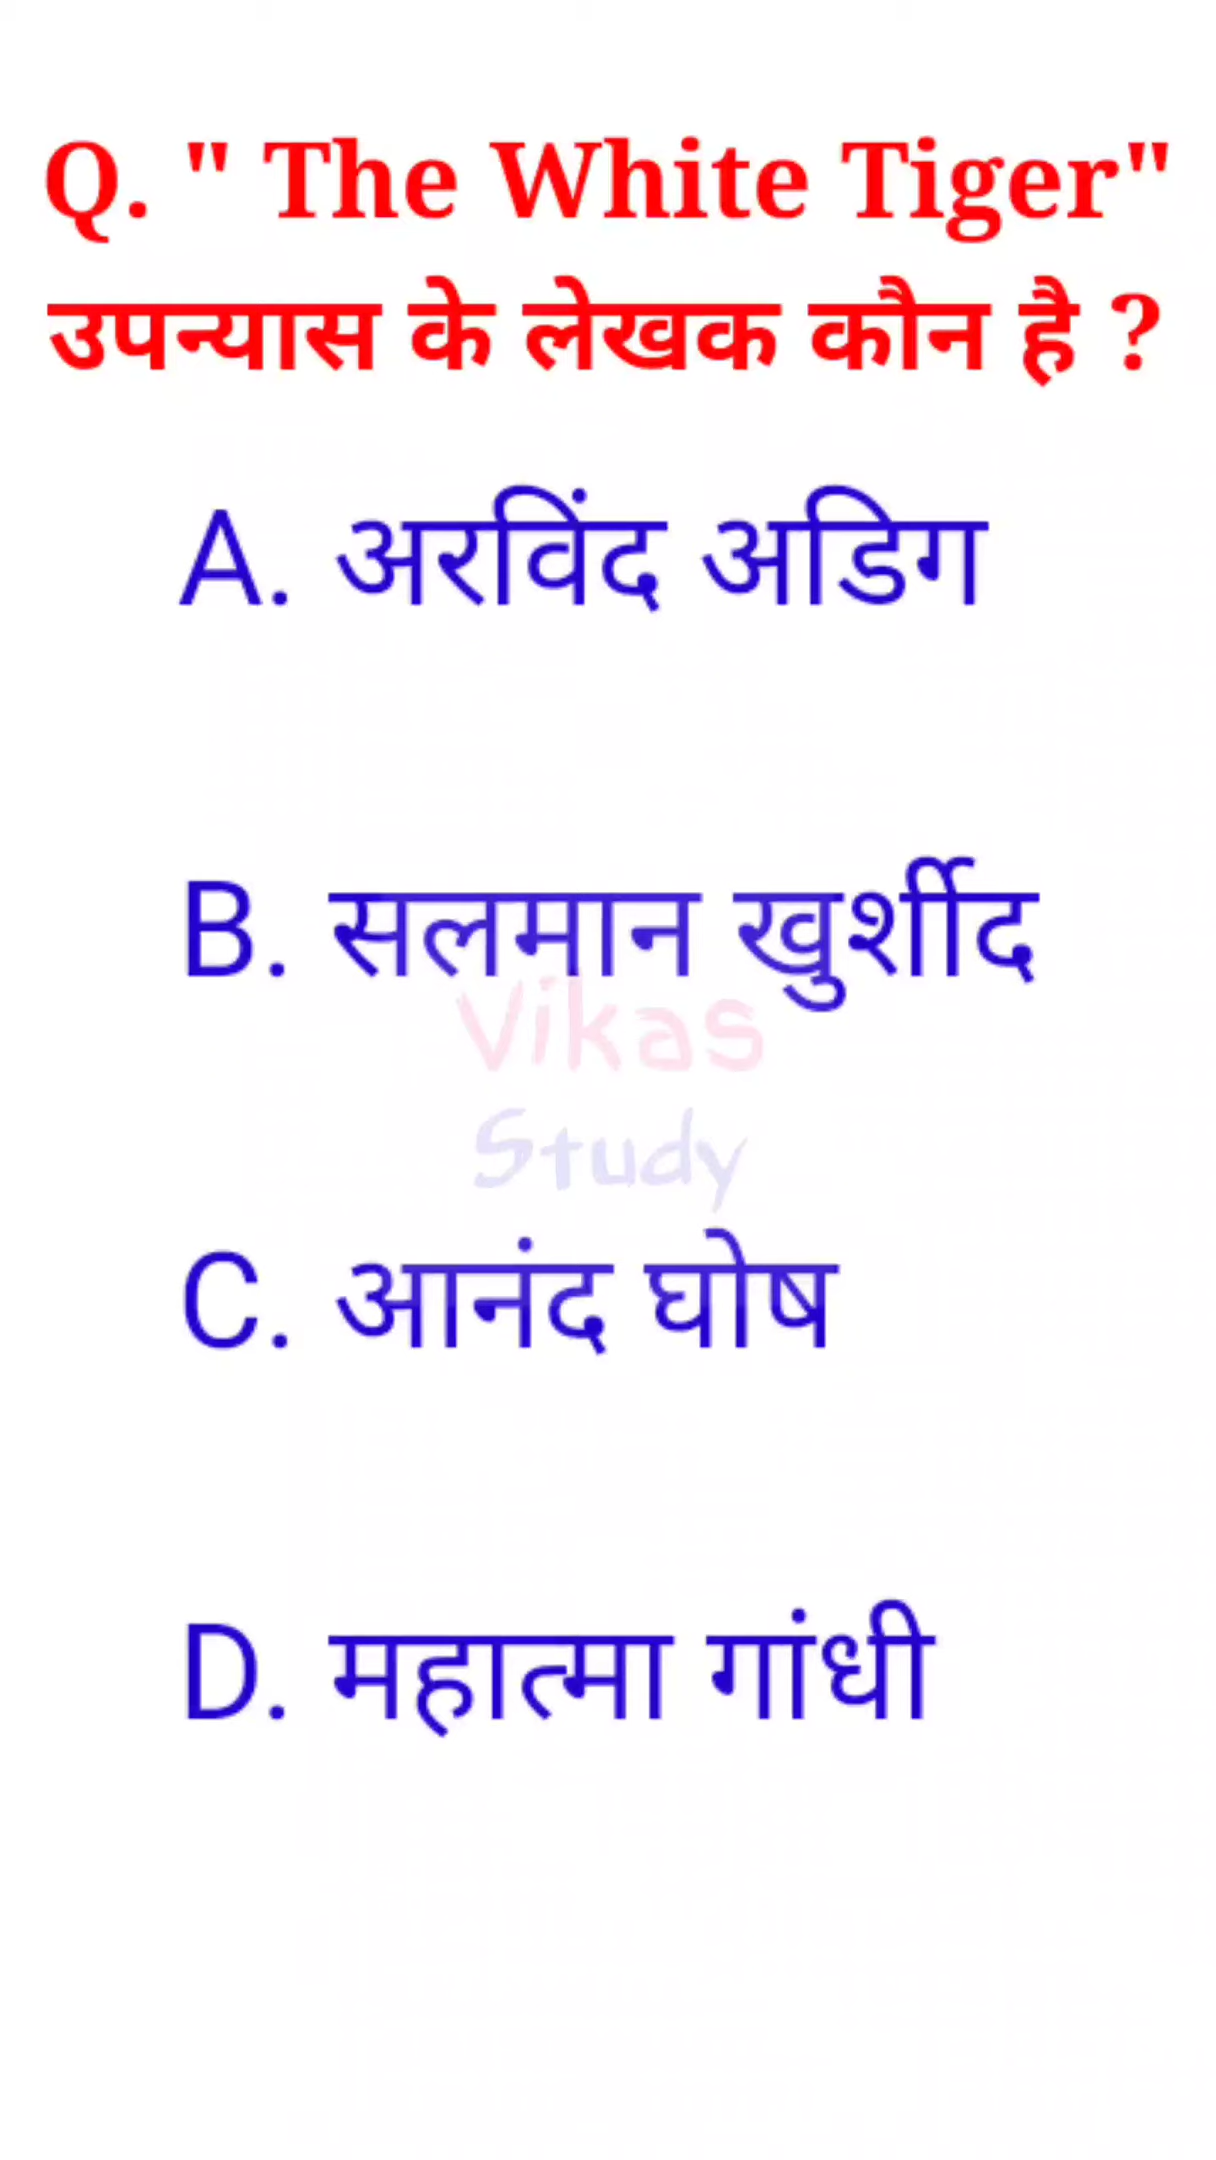 Q. " The White Tiger"
उपन्यास के लेखक कौन है ?
A. अरविंद अडिग
B. सलमान खुर्शीद
Vikas
Study
C. आनंद घोष
D. महात्मा गांधी